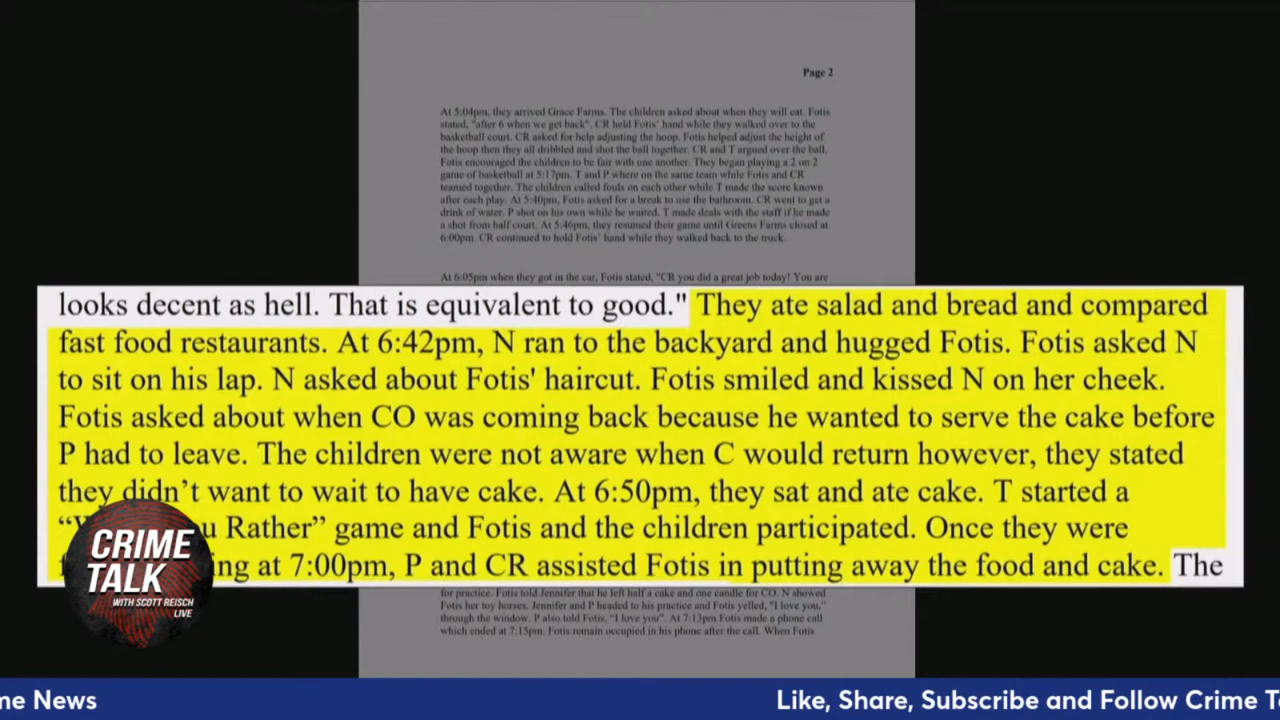 Page 2
At 5:04pm, they arrived Grace Farms. The children asked about when they will eat. Fotis
stated, "after 6 when we get back". CR held Fotis' hand while they walked over to the
basketball court. CR asked for help adjusting the hoop. Fotis helped adjust the height of
the hoop then they all dribbled and shot the ball together. CR and T argued over the ball.
Fotis encouraged the children to be fair with one another. They began playing a 2 on 2
game of basketball at 5:17pm. T and P where on the same team while Fotis and CR
teamed together. The children called fouls on each other while T made the score known
after each play. At 5:40pm, Fotis asked for a break to use the bathroom. CR went to get a
drink of water. P shot on his own while he waited. T made deals with the staff if he made
a shot from half court. At 5:46pm, they resumed their game until Greens Farms closed at
6:00pm. CR continued to hold Fotis' hand while they walked back to the truck.
At 6:05pm when they got in the car, Fotis stated, "CR you did a great job today! You are
looks decent as hell. That is equivalent to good." They ate salad and bread and compared
fast food restaurants. At 6:42pm, N ran to the backyard and hugged Fotis. Fotis asked N
to sit on his lap. N asked about Fotis' haircut. Fotis smiled and kissed N on her cheek.
Fotis asked about when CO was coming back because he wanted to serve the cake before
P had to leave. The children were not aware when C would return however, they stated
they didn't want to wait to have cake. At 6:50pm, they sat and ate cake. T started a
Rather” game and Fotis and the children participated. Once they were
at 7:00pm, P and CR assisted Fotis in putting away the food and cake. The
for practice. Fotis told Jennifer that he left half a cake and one candle for CO. N showed
Fotis her toy horses. Jennifer and P headed to his practice and Fotis yelled, "I love you,"
through the window. P also told Fotis, "I love you". At 7:13pm Fotis made a phone call
which ended at 7:15pm. Fotis remain occupied in his phone after the call. When Fotis
CRIME
TALK
WITH SCOTT REISCH
LIVE
me News
Like, Share, Subscribe and Follow Crime T